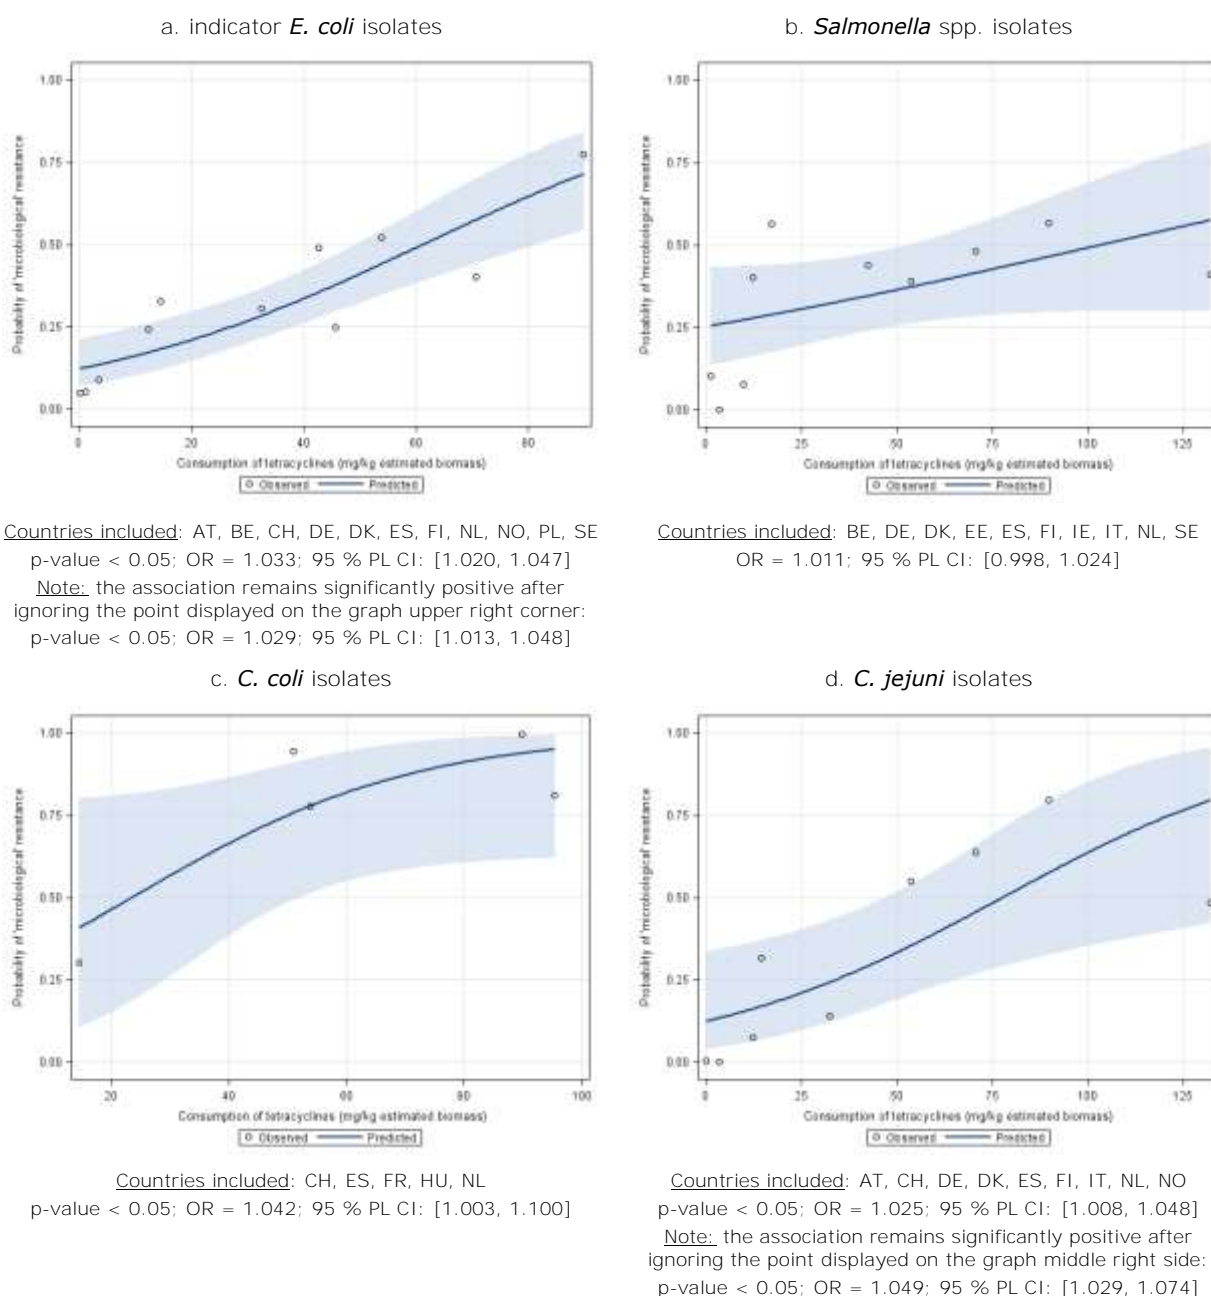 a. indicator E. coli isolates
1.00
0.75
0.50
0.25
0.00
Probability of 'microbiological' resistance
0 20 40 60 80
Consumption of tetracyclines (mg/kg estimated biomass)
Observed Predicted
Countries included: AT, BE, CH, DE, DK, ES, FI, NL, NO, PL, SE
p-value < 0.05; OR = 1.033; 95 % PL CI: [1.020, 1.047]
Note: the association remains significantly positive after
ignoring the point displayed on the graph upper right corner:
p-value < 0.05; OR = 1.029; 95 % PL CI: [1.013, 1.048]
b. Salmonella spp. isolates
1.00
0.75
0.50
0.25
0.00
Probability of 'microbiological' resistance
0 25 50 75 100 125
Consumption of tetracyclines (mg/kg estimated biomass)
Observed Predicted
Countries included: BE, DE, DK, EE, ES, FI, IE, IT, NL, SE
OR = 1.011; 95 % PL CI: [0.998, 1.024]
c. C. coli isolates
1.00
0.75
0.50
0.25
0.00
Probability of 'microbiological' resistance
20 40 60 80 100
Consumption of tetracyclines (mg/kg estimated biomass)
Observed Predicted
Countries included: CH, ES, FR, HU, NL
p-value < 0.05; OR = 1.042; 95 % PL CI: [1.003, 1.100]
d. C. jejuni isolates
1.00
0.75
0.50
0.25
0.00
Probability of 'microbiological' resistance
0 25 50 75 100 125
Consumption of tetracyclines (mg/kg estimated biomass)
Observed Predicted
Countries included: AT, CH, DE, DK, ES, FI, IT, NL, NO
p-value < 0.05; OR = 1.025; 95 % PL CI: [1.008, 1.048]
Note: the association remains significantly positive after
ignoring the point displayed on the graph middle right side:
p-value < 0.05; OR = 1.049; 95 % PL CI: [1.029, 1.074]